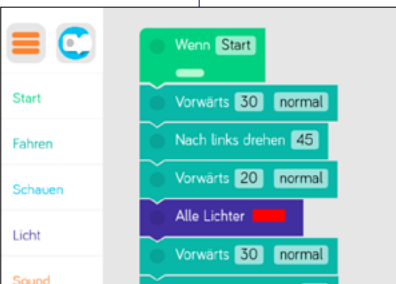 Wenn Start
Start
Vorwärts 30 normal
Fahren
Nach links drehen 45
Schauen
Vorwärts 20 normal
Licht
Alle Lichter
Vorwärts 30 normal
Sound